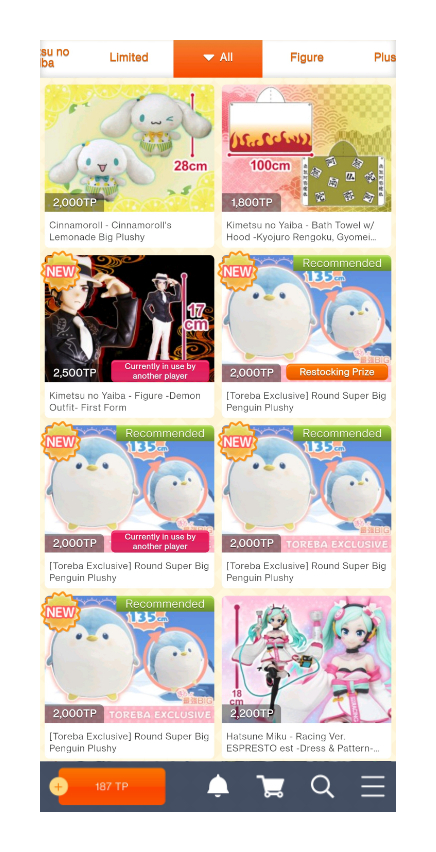 su no
iba
Limited
All
Figure
Plus
28cm
2,000TP
Cinnamoroll - Cinnamoroll's
Lemonade Big Plushy
100cm
1,800TP
Kimetsu no Yaiba - Bath Towel w/
Hood -Kyojuro Rengoku, Gyomei...
NEW
17
cm
2,500TP
Currently in use by
another player
Kimetsu no Yaiba - Figure -Demon
Outfit- First Form
NEW
Recommended
135cm
2,000TP
Restocking Prize
[Toreba Exclusive] Round Super Big
Penguin Plushy
NEW
Recommended
135cm
2,000TP
Currently in use by
another player
[Toreba Exclusive] Round Super Big
Penguin Plushy
NEW
Recommended
135cm
2,000TP
TOREBA EXCLUSIVE
[Toreba Exclusive] Round Super Big
Penguin Plushy
NEW
Recommended
135cm
2,000TP
TOREBA EXCLUSIVE
[Toreba Exclusive] Round Super Big
Penguin Plushy
18
cm
2,200TP
Hatsune Miku - Racing Ver.
ESPRESTO est -Dress & Pattern-...
187 TP